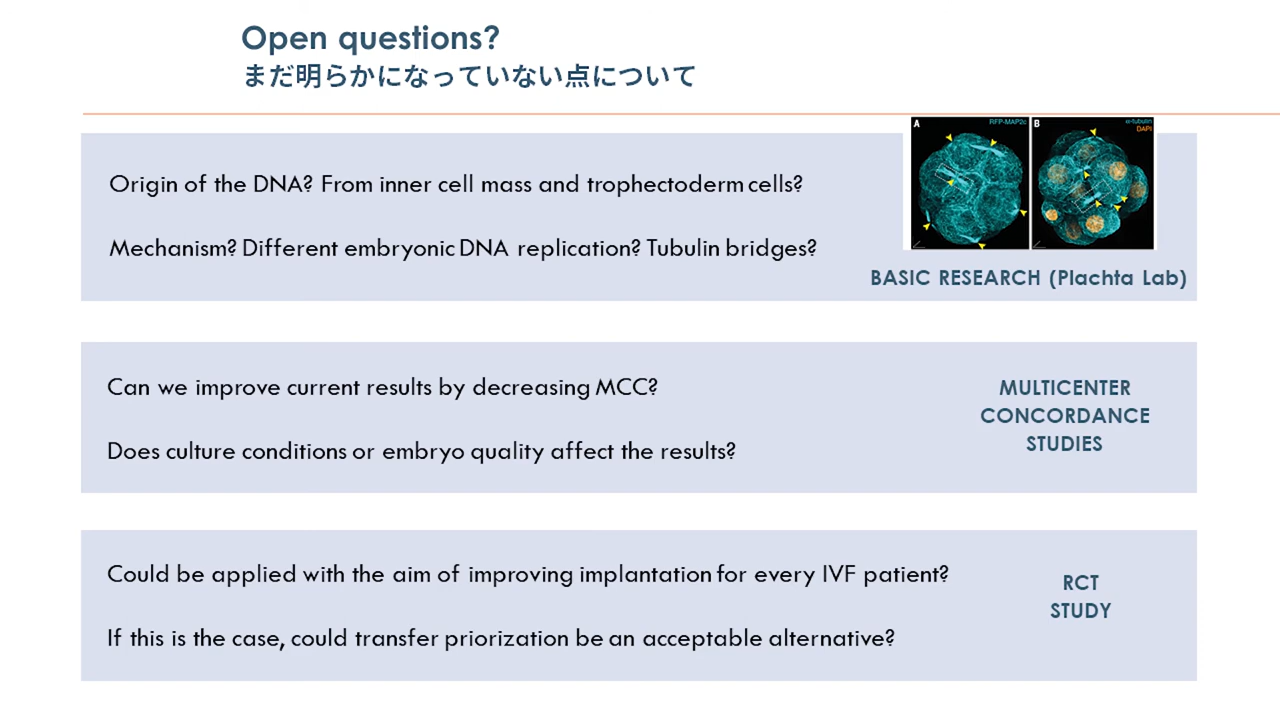 Open questions?
まだ明らかになっていない点について
A
RFP-MAP2c
B
α-tubulin
DAPI
Origin of the DNA? From inner cell mass and trophectoderm cells?
Mechanism? Different embryonic DNA replication? Tubulin bridges?
BASIC RESEARCH (Plachta Lab)
Can we improve current results by decreasing MCC?
Does culture conditions or embryo quality affect the results?
MULTICENTER
CONCORDANCE
STUDIES
Could be applied with the aim of improving implantation for every IVF patient?
If this is the case, could transfer priorization be an acceptable alternative?
RCT
STUDY